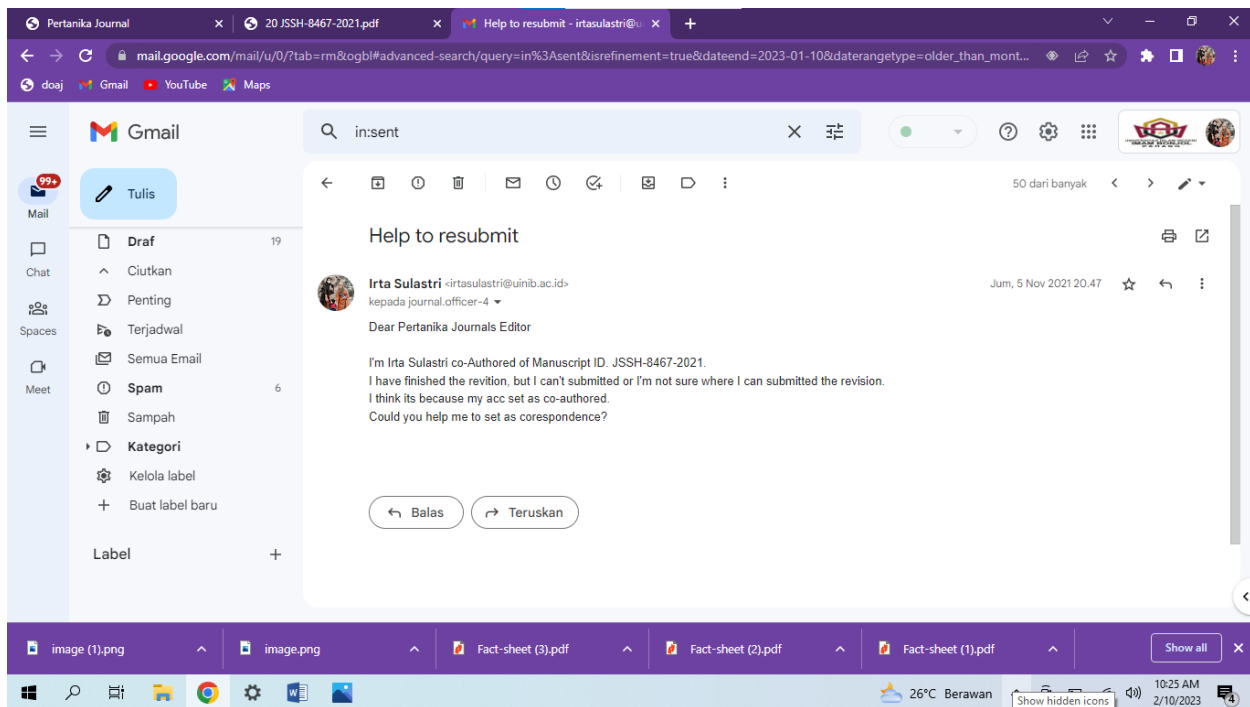 Pertanika Journal
20 JSSH-8467-2021.pdf
Help to resubmit - irtasulastri@u
mail.google.com/mail/u/0/?tab=rm&ogbl#advanced-search/query=in%3Asent&isrefinement=true&dateend=2023-01-10&daterangetype=older_than_mont...
doaj Gmail YouTube Maps
Gmail
in:sent
99+
Mail
Chat
Spaces
Meet
Tulis
Draf 19
Ciutkan
Penting
Terjadwal
Semua Email
Spam 6
Sampah
Kategori
Kelola label
Buat label baru
Label
50 dari banyak
Help to resubmit
Irta Sulastri <irtasulastri@uinib.ac.id>
Jum, 5 Nov 2021 20.47
kepada journal.officer-4
Dear Pertanika Journals Editor
I'm Irta Sulastri co-Authored of Manuscript ID. JSSH-8467-2021.
I have finished the revition, but I can't submitted or I'm not sure where I can submitted the revision.
I think its because my acc set as co-authored.
Could you help me to set as corespondence?
Balas Teruskan
image (1).png image.png Fact-sheet (3).pdf Fact-sheet (2).pdf Fact-sheet (1).pdf Show all
26°C Berawan
Show hidden icons
10:25 AM
2/10/2023
4